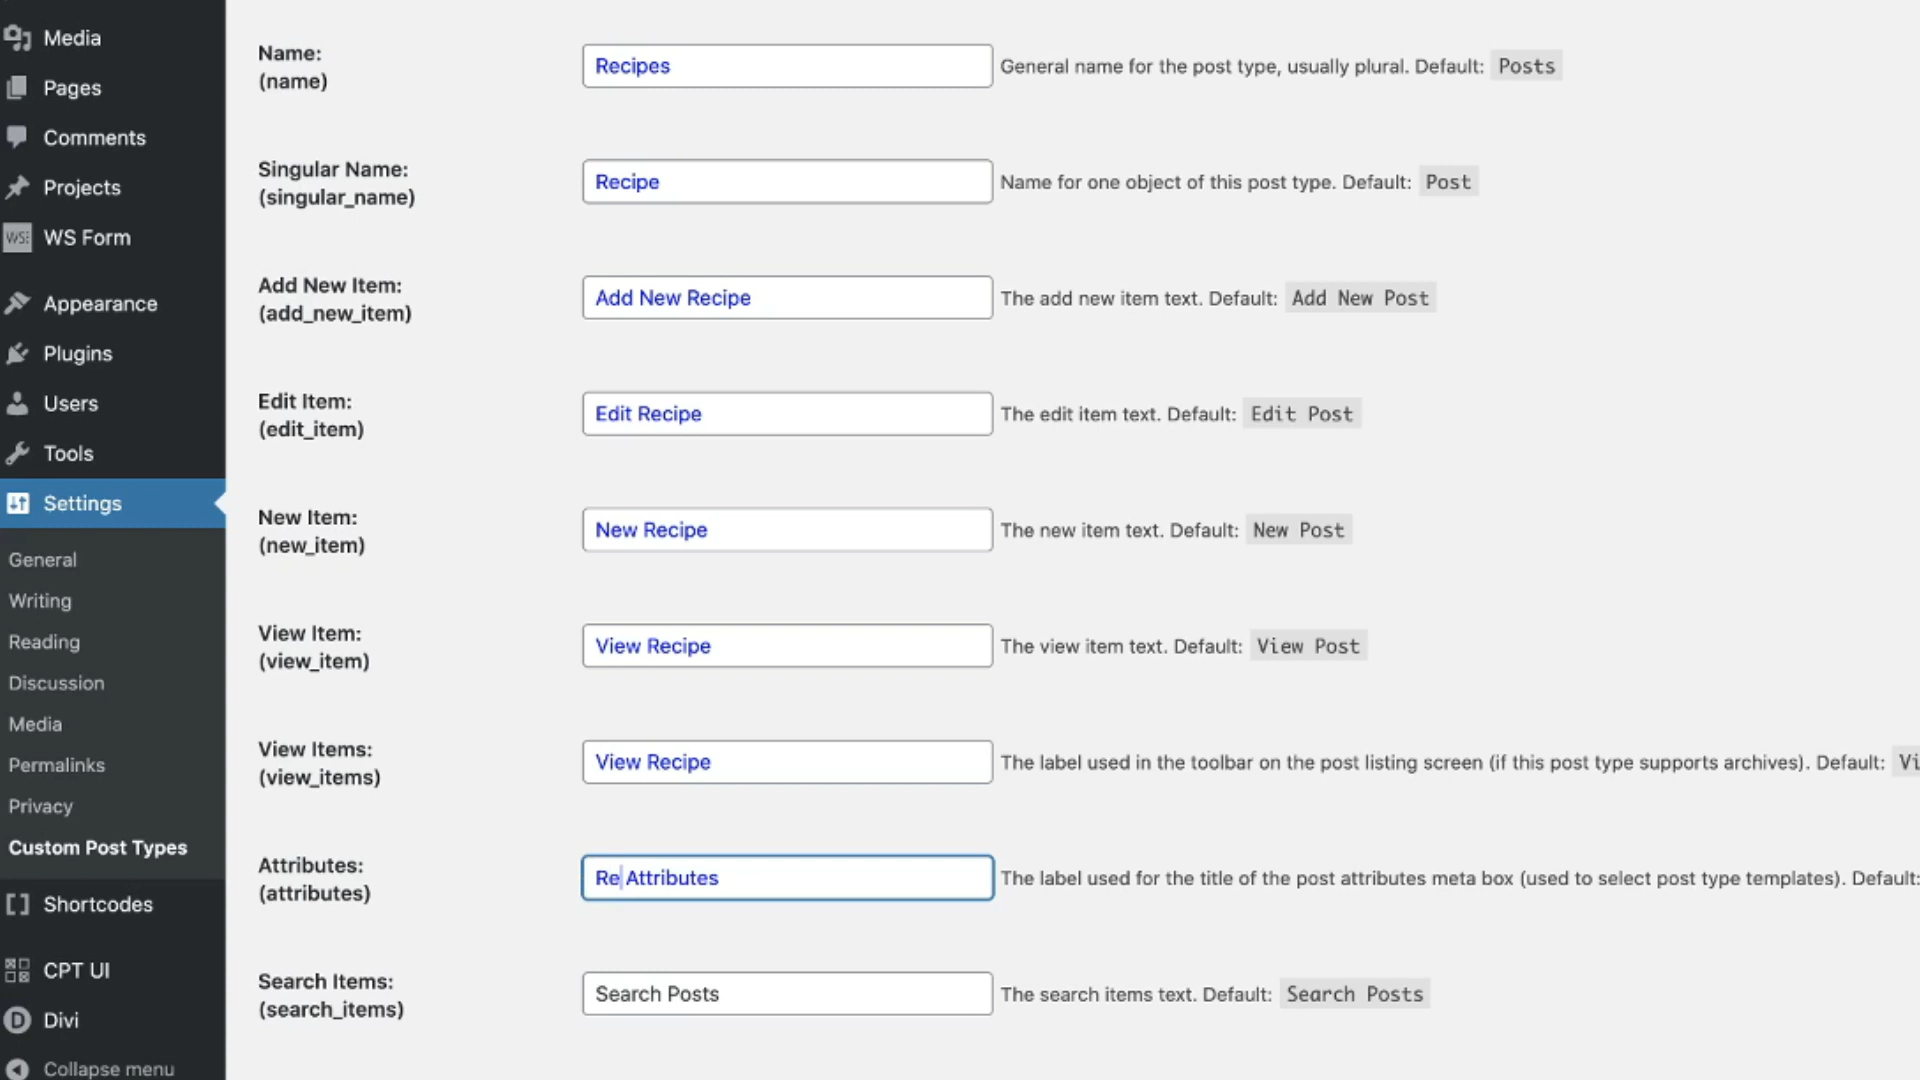 Media
Pages
Comments
Projects
WS Form
Appearance
Plugins
Users
Tools
Settings
General
Writing
Reading
Discussion
Media
Permalinks
Privacy
Custom Post Types
Shortcodes
CPT UI
Divi
Collapse menu
Name:
(name)
Recipes
General name for the post type, usually plural. Default: Posts
Singular Name:
(singular_name)
Recipe
Name for one object of this post type. Default: Post
Add New Item:
(add_new_item)
Add New Recipe
The add new item text. Default: Add New Post
Edit Item:
(edit_item)
Edit Recipe
The edit item text. Default: Edit Post
New Item:
(new_item)
New Recipe
The new item text. Default: New Post
View Item:
(view_item)
View Recipe
The view item text. Default: View Post
View Items:
(view_items)
View Recipe
The label used in the toolbar on the post listing screen (if this post type supports archives). Default: Vi
Attributes:
(attributes)
Re Attributes
The label used for the title of the post attributes meta box (used to select post type templates). Default:
Search Items:
(search_items)
Search Posts
The search items text. Default: Search Posts